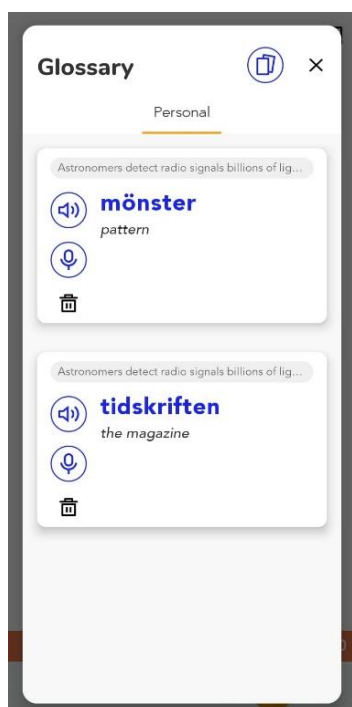 Glossary
Personal
Astronomers detect radio signals billions of lig...
mönster
pattern
Astronomers detect radio signals billions of lig...
tidskriften
the magazine